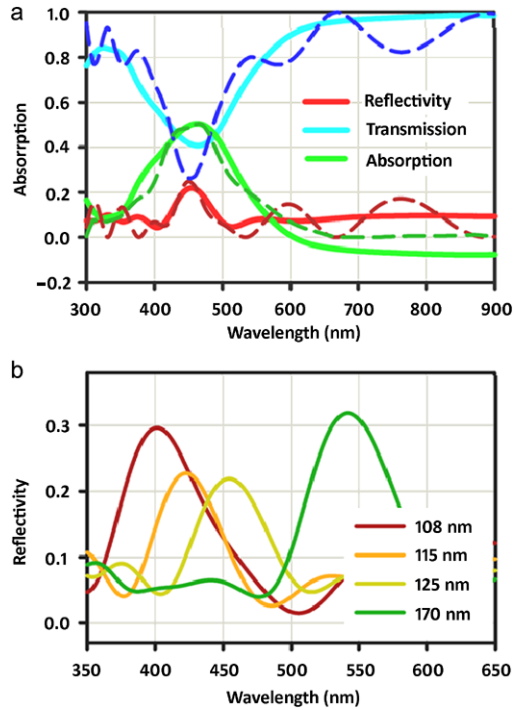 a
1.0
0.8
0.6
0.4
0.2
0.0
−0.2
Absorrption
Reflectivity
Transmission
Absorption
300 400 500 600 700 800 900
Wavelength (nm)
b
0.3
0.2
0.1
0.0
Reflectivity
108 nm
115 nm
125 nm
170 nm
350 400 450 500 550 600 650
Wavelength (nm)